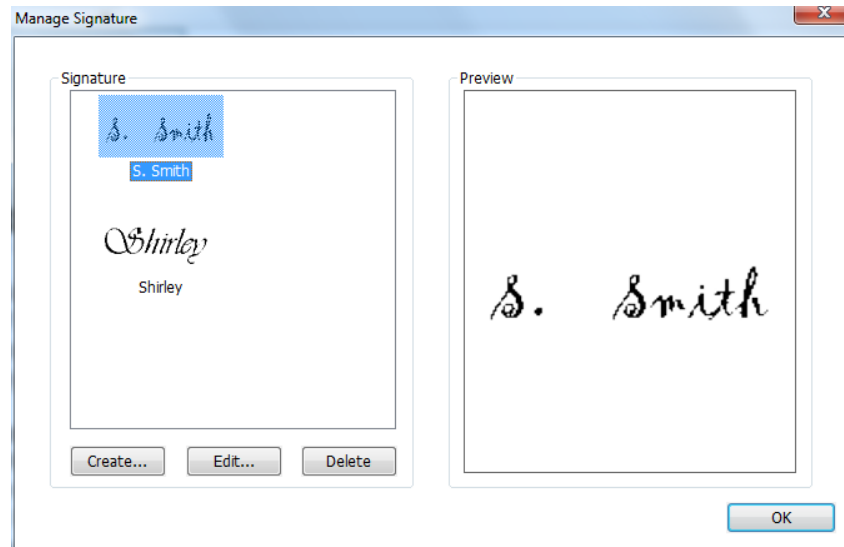 Manage Signature
Signature
S. Smith
S. Smith
Shirley
Shirley
Create... Edit... Delete
Preview
S. Smith
OK